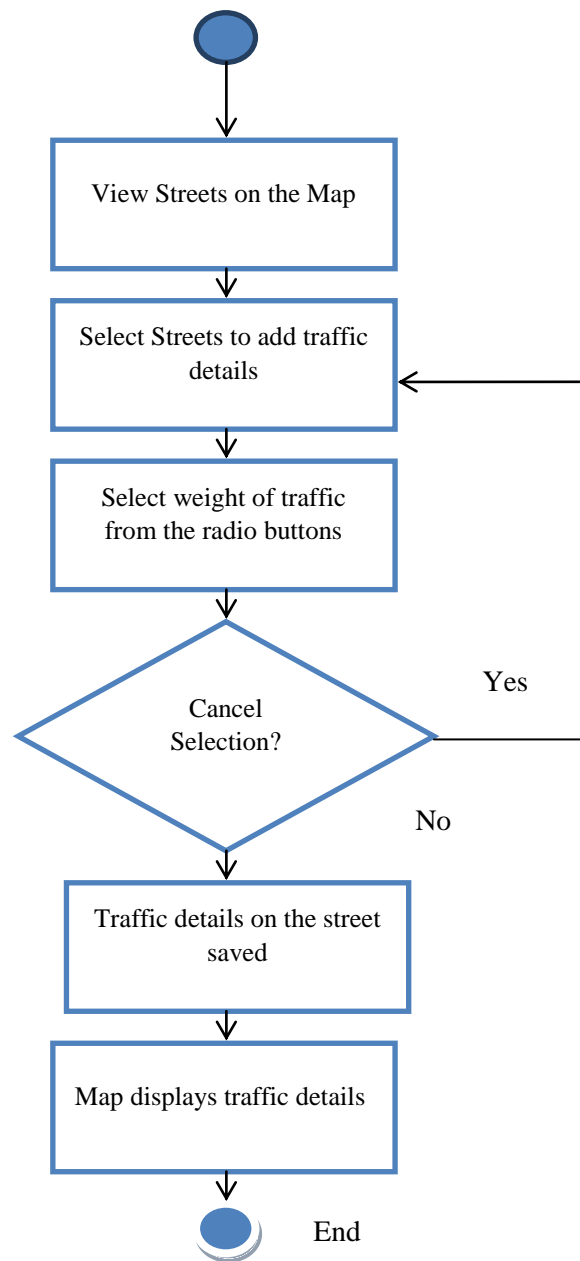 View Streets on the Map
Select Streets to add traffic
details
Select weight of traffic
from the radio buttons
Yes
Cancel
Selection?
No
Traffic details on the street
saved
Map displays traffic details
End